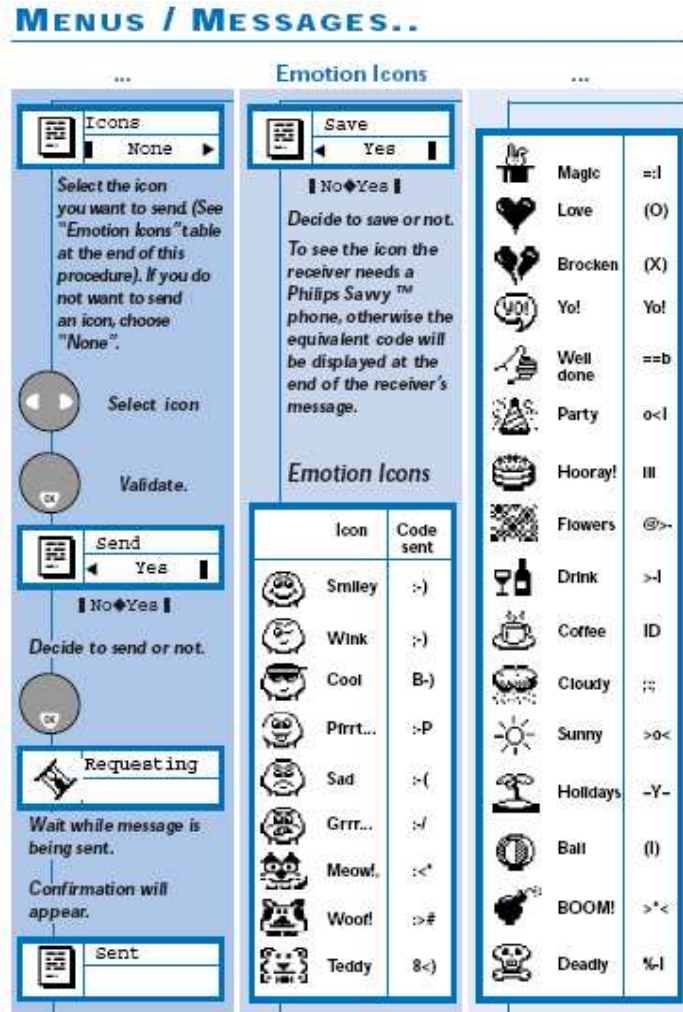 MENUS / MESSAGES..
...
Icons
None
Select the icon
you want to send. (See
"Emotion Icons" table
at the end of this
procedure). If you do
not want to send
an icon, choose
"None".
Select icon
OK
Validate.
Send
Yes
No◆Yes
Decide to send or not.
OK
Requesting
Wait while message is
being sent.
Confirmation will
appear.
Sent
Emotion Icons
Save
Yes
No◆Yes
Decide to save or not.
To see the icon the
receiver needs a
Philips Savvy ™
phone, otherwise the
equivalent code will
be displayed at the
end of the receiver's
message.
Emotion Icons
Icon Code
sent
Smiley :-)
Wink ;-)
Cool B-)
Pfrrt... :-P
Sad :-(
Grrr... :-/
Meow!. :<*
Woof! :>#
Teddy 8<)
...
Magic =:I
Love (O)
Brocken (X)
YO! Yo! Yo!
Well
done ==b
Party o<I
Hooray! III
Flowers @>-
Drink >-I
Coffee ID
Cloudy ;:;
Sunny >o<
Holidays -Y-
Ball (I)
BOOM! >*<
Deadly %-I